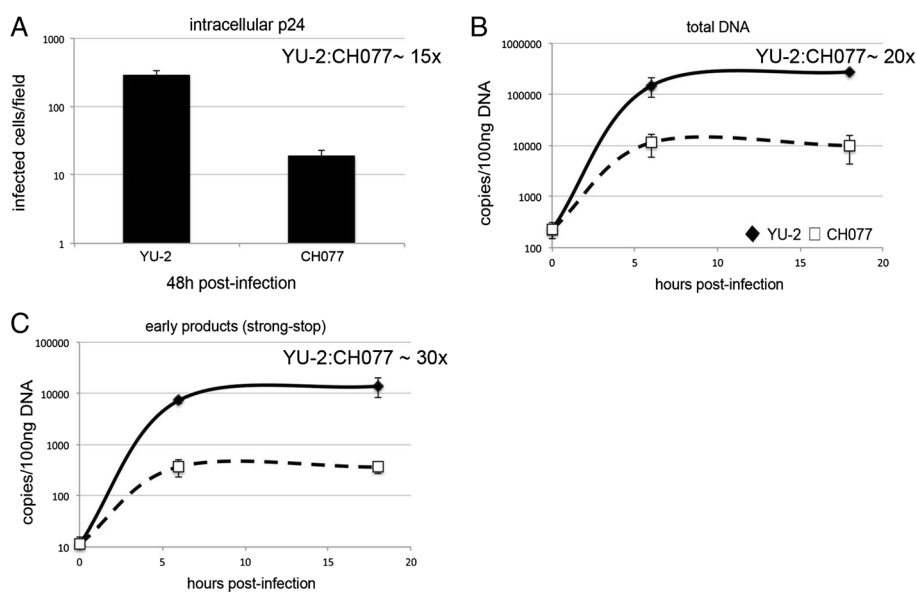 A
intracellular p24
YU-2:CH077~ 15x
infected cells/field
1000
100
10
1
YU-2
CH077
48h post-infection
B
total DNA
YU-2:CH077~ 20x
copies/100ng DNA
1000000
100000
10000
1000
100
YU-2
CH077
0
5
10
15
20
hours post-infection
C
early products (strong-stop)
YU-2:CH077 ~ 30x
copies/100ng DNA
100000
10000
1000
100
10
0
5
10
15
20
hours post-infection